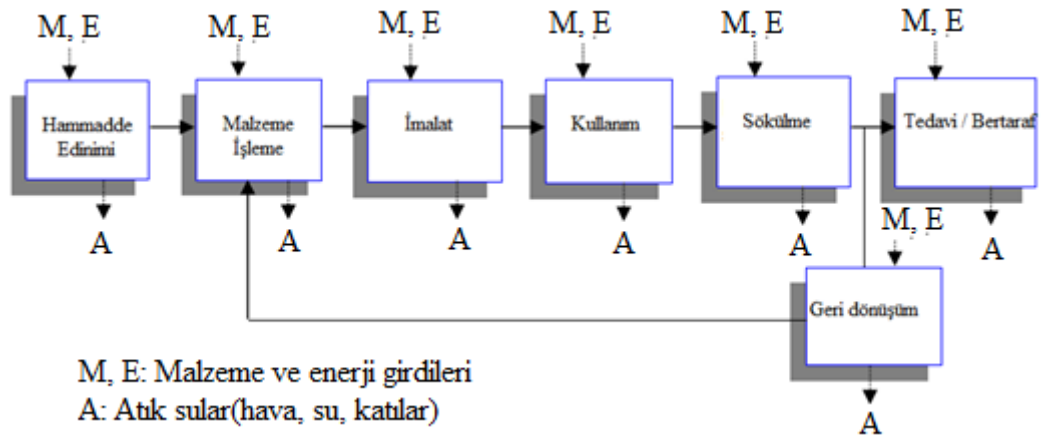 M, E
M, E
M, E
M, E
M, E
M, E
Hammadde
Edinimi
Malzeme
İşleme
İmalat
Kullanım
Sökülme
Tedavi / Bertaraf
A
A
A
A
A
A
M, E
Geri dönüşüm
A
M, E: Malzeme ve enerji girdileri
A: Atık sular(hava, su, katılar)